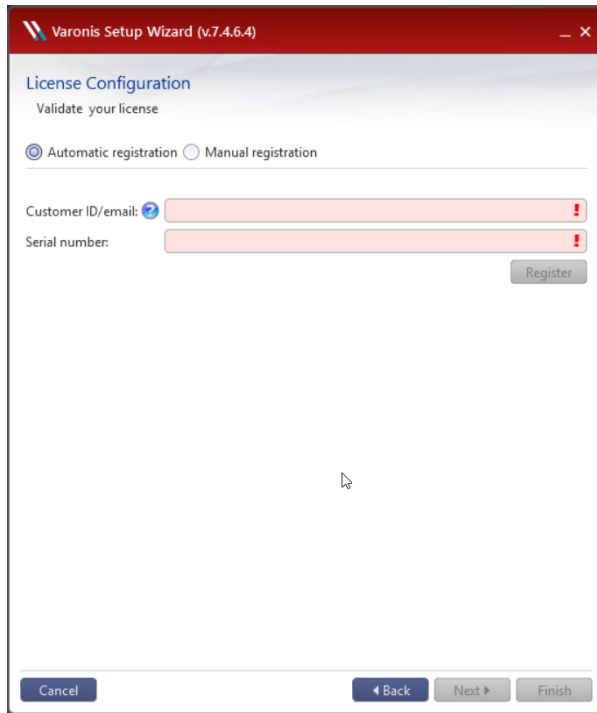 Varonis Setup Wizard (v.7.4.6.4)
License Configuration
Validate your license
Automatic registration Manual registration
Customer ID/email: ?
!
Serial number:
!
Register
Cancel Back Next Finish